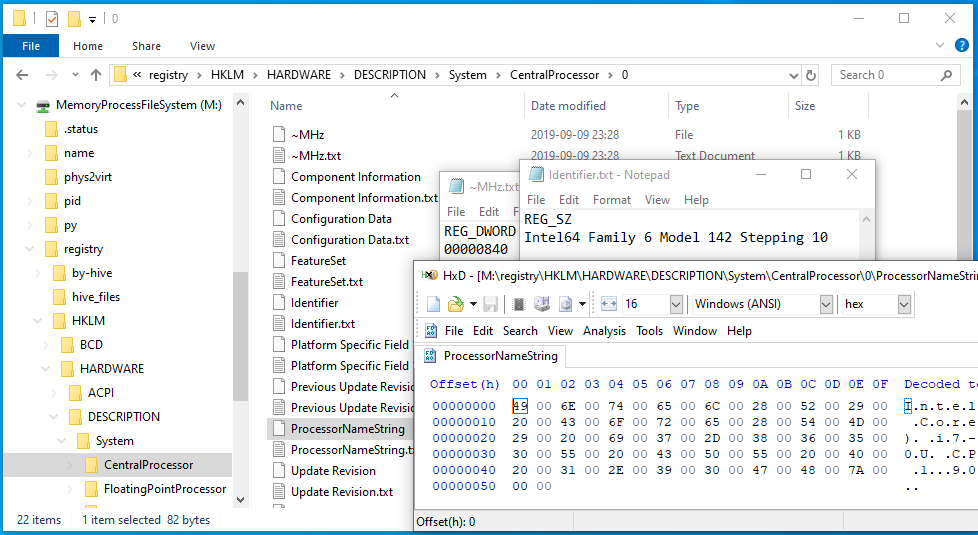 0
File Home Share View
« registry > HKLM > HARDWARE > DESCRIPTION > System > CentralProcessor > 0
Search 0
MemoryProcessFileSystem (M:)
.status
name
phys2virt
pid
py
registry
by-hive
hive_files
HKLM
BCD
HARDWARE
ACPI
DESCRIPTION
System
CentralProcessor
FloatingPointProcessor
Name Date modified Type Size
~MHz 2019-09-09 23:28 File 1 KB
~MHz.txt 2019-09-09 23:28 Text Document 1 KB
Component Information
Component Information.txt
Configuration Data
Configuration Data.txt
FeatureSet
FeatureSet.txt
Identifier
Identifier.txt
Platform Specific Field
Platform Specific Field
Previous Update Revisio
Previous Update Revisio
ProcessorNameString
ProcessorNameString.tx
Update Revision
Update Revision.txt
22 items 1 item selected 82 bytes
~MHz.txt
File Edit
REG_DWORD
00000840
Identifier.txt - Notepad
File Edit Format View Help
REG_SZ
Intel64 Family 6 Model 142 Stepping 10
HxD - [M:\registry\HKLM\HARDWARE\DESCRIPTION\System\CentralProcessor\0\ProcessorNameStrin
16 Windows (ANSI) hex
File Edit Search View Analysis Tools Window Help
ProcessorNameString
Offset(h) 00 01 02 03 04 05 06 07 08 09 0A 0B 0C 0D 0E 0F Decoded te
00000000 49 00 6E 00 74 00 65 00 6C 00 28 00 52 00 29 00 I.n.t.e.l
00000010 20 00 43 00 6F 00 72 00 65 00 28 00 54 00 4D 00 .C.o.r.e.
00000020 29 00 20 00 69 00 37 00 2D 00 38 00 36 00 35 00 ). .i.7.-
00000030 30 00 55 00 20 00 43 00 50 00 55 00 20 00 40 00 0.U. .C.P
00000040 20 00 31 00 2E 00 39 00 30 00 47 00 48 00 7A 00 .1...9.0
00000050 00 00 ..
Offset(h): 0